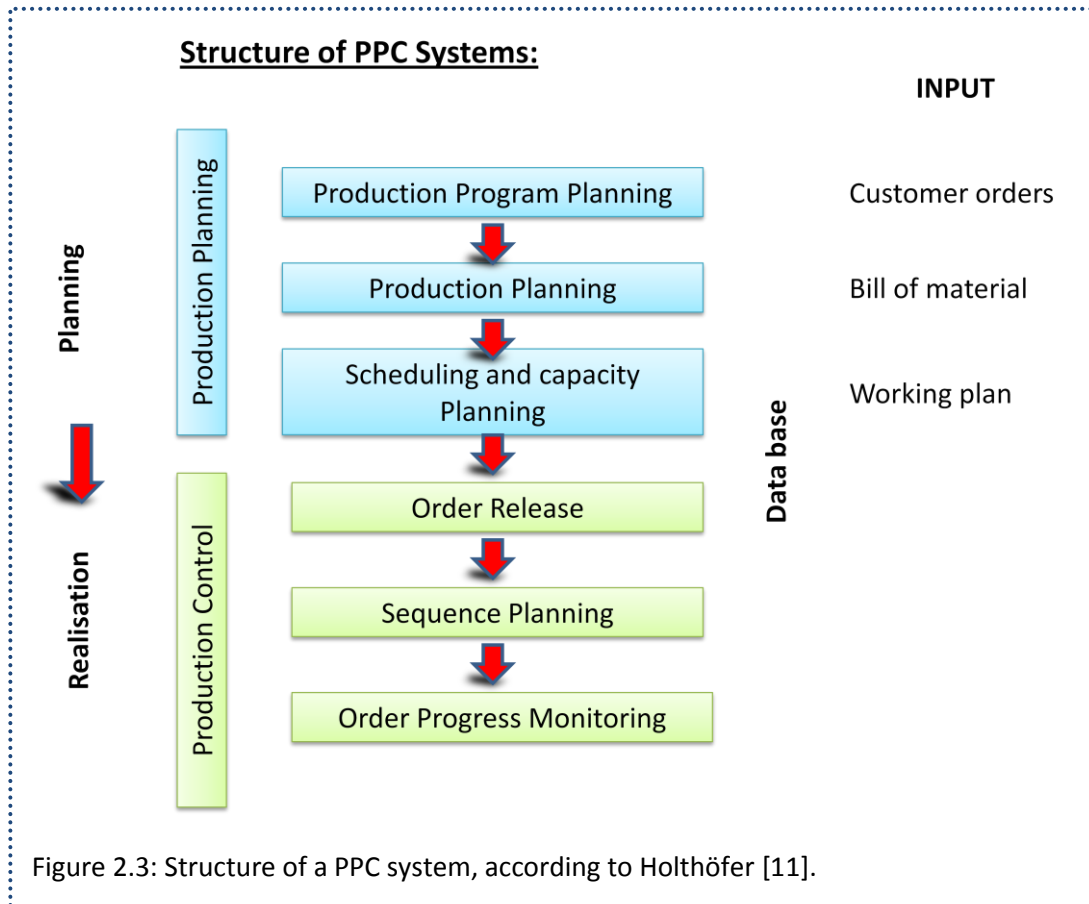 Structure of PPC Systems:
INPUT
Planning
Realisation
Production Planning
Production Control
Production Program Planning
Production Planning
Scheduling and capacity
Planning
Order Release
Sequence Planning
Order Progress Monitoring
Data base
Customer orders
Bill of material
Working plan
Figure 2.3: Structure of a PPC system, according to Holthöfer [11].